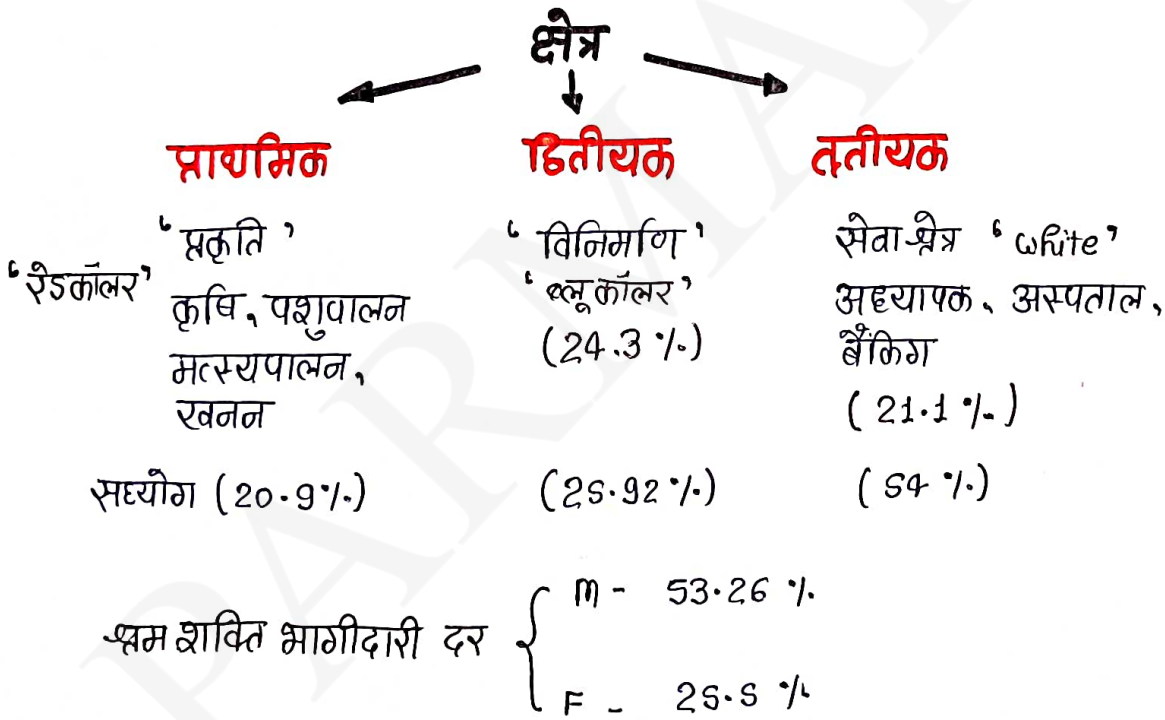 क्षेत्र
प्राथमिक द्वितीयक तृतीयक
'प्रकृति' 'विनिर्माण' सेवा क्षेत्र 'white'
'रेडकॉलर' कृषि, पशुपालन 'ब्लू कॉलर' अध्यापक, अस्पताल,
मत्स्यपालन, (24.3 %) बैंकिग
खनन (21.1 %)
सहयोग (20.9%) (25.92 %) (54 %)
श्रम शक्ति भागीदारी दर { M - 53.26 %
F - 25.5 %
PARMAR